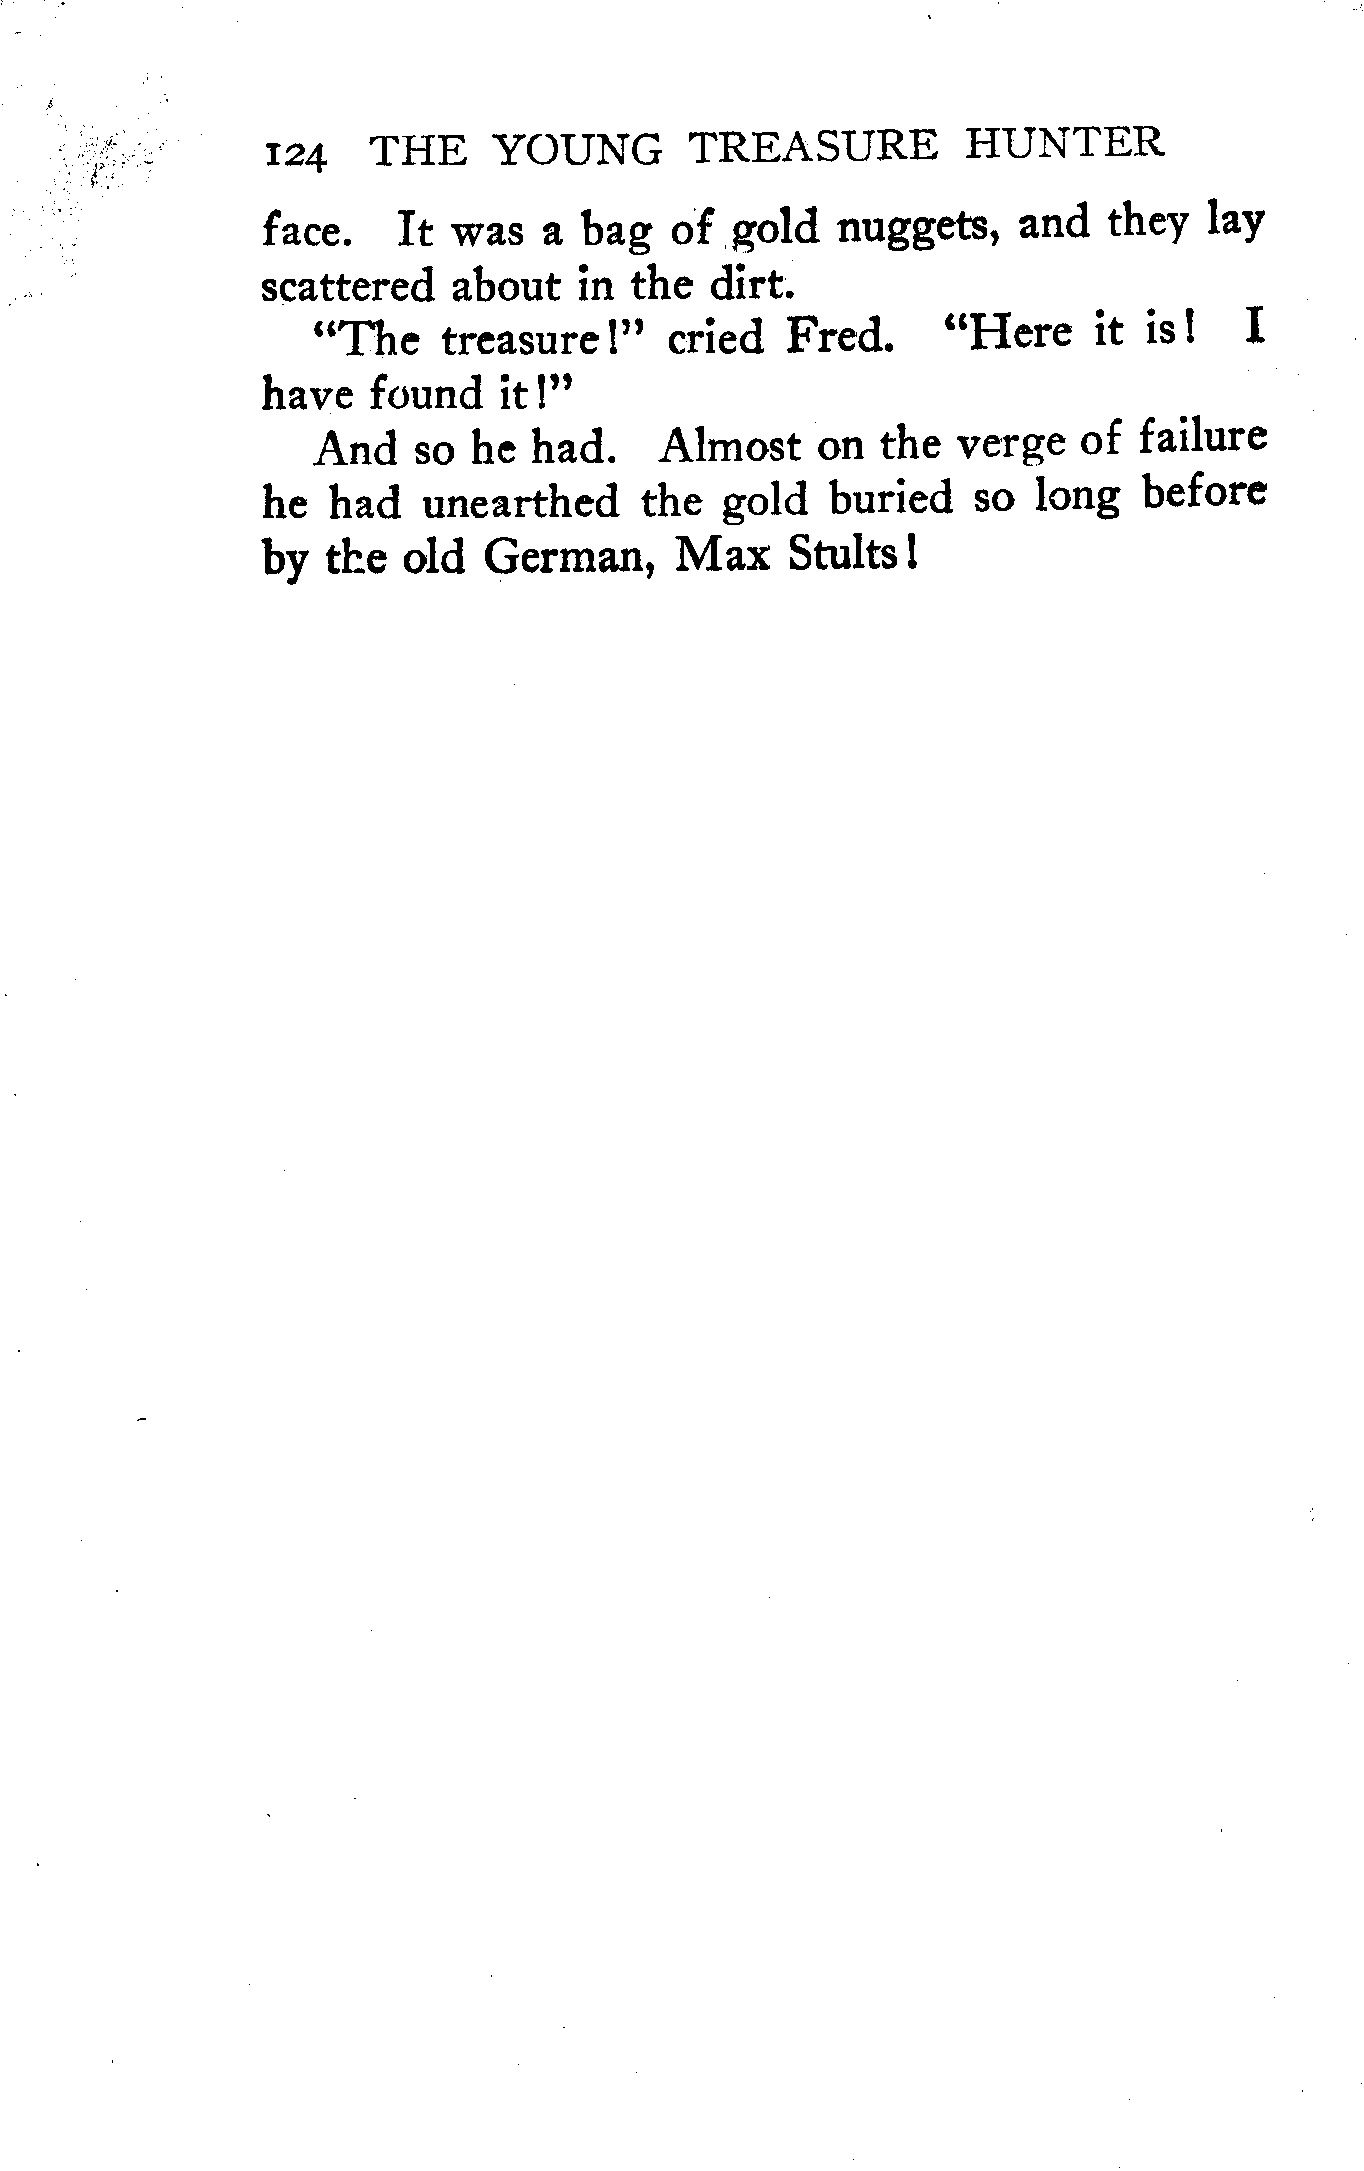 124 THE YOUNG TREASURE HUNTER
face. It was a bag of gold nuggets, and they lay
scattered about in the dirt.
“The treasure!” cried Fred. “Here it is! I
have found it!”
And so he had. Almost on the verge of failure
he had unearthed the gold buried so long before
by the old German, Max Stults!